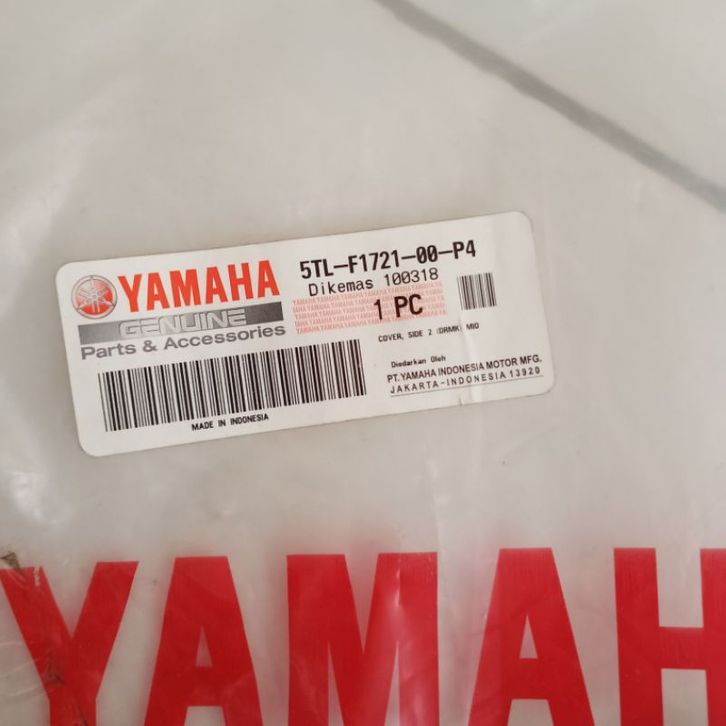 YAMAHA
GENUINE
Parts & Accessories
MADE IN INDONESIA
5TL-F1721-00-P4
Dikemas 100318
1 PC
COVER, SIDE 2 (DRMK) MIO
Diedarkan Oleh
PT. YAMAHA INDONESIA MOTOR MFG.
JAKARTA-INDONESIA 13920
YAMAH